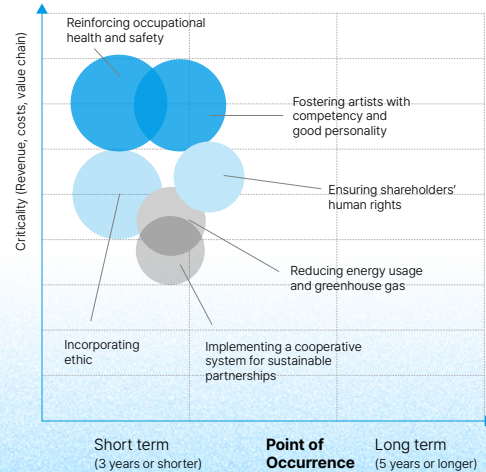 Reinforcing occupational
health and safety
Criticality (Revenue, costs, value chain)
Fostering artists with
competency and
good personality
Ensuring shareholders’
human rights
Reducing energy usage
and greenhouse gas
Incorporating
ethic
Implementing a cooperative
system for sustainable
partnerships
Short term
(3 years or shorter)
Point of
Occurrence
Long term
(5 years or longer)